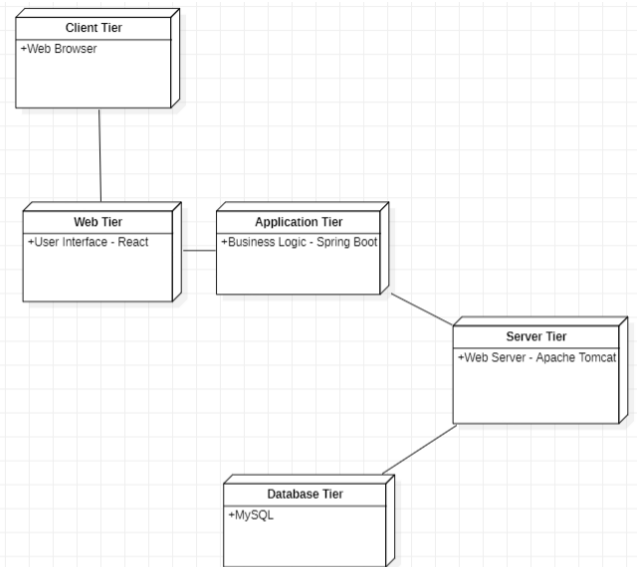 Client Tier
+Web Browser
Web Tier
+User Interface - React
Application Tier
+Business Logic - Spring Boot
Server Tier
+Web Server - Apache Tomcat
Database Tier
+MySQL